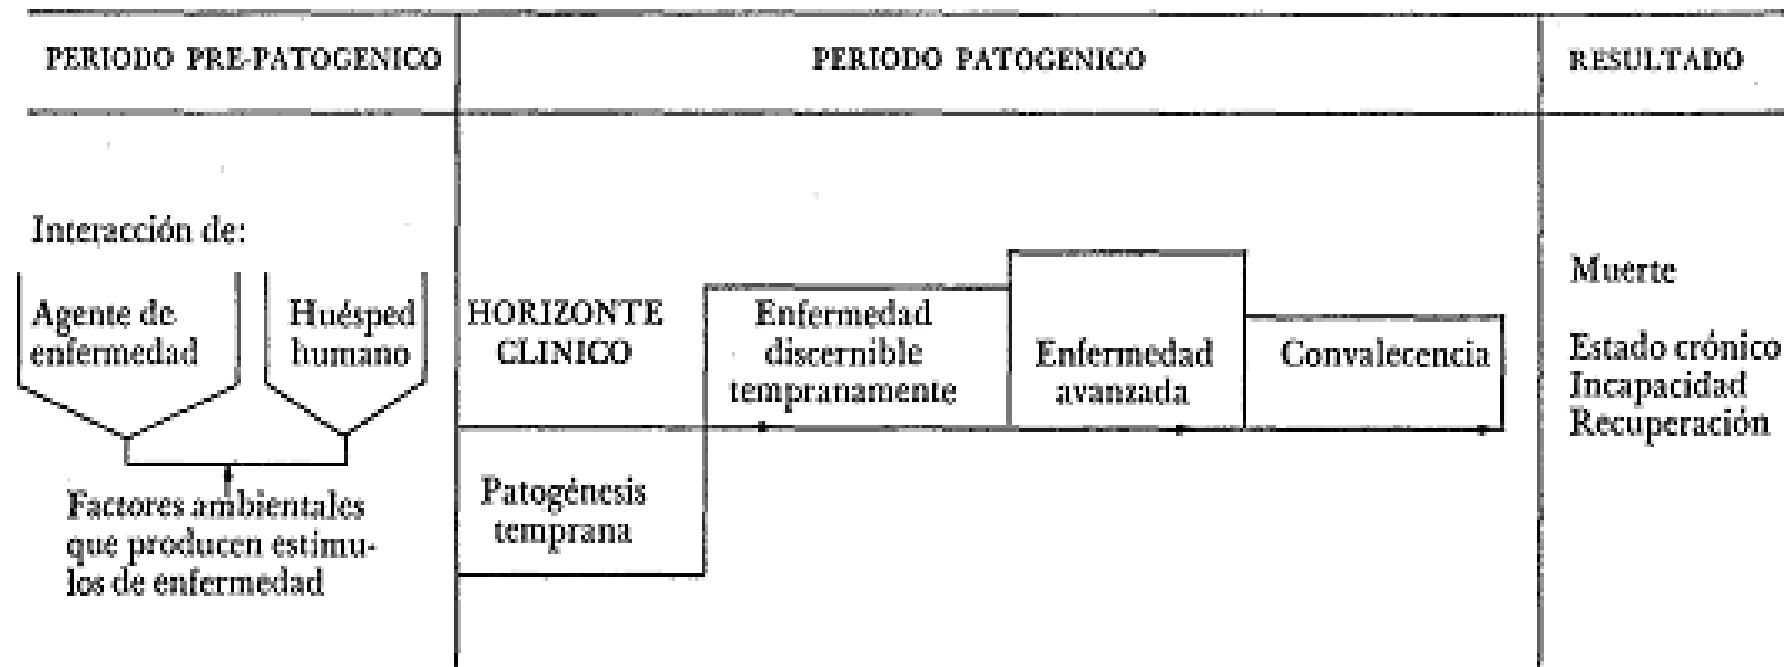 PERIODO PRE-PATOGENICO
PERIODO PATOGENICO
RESULTADO
Interacción de:
Agente de
enfermedad
Huésped
humano
Factores ambientales
que producen estímu-
los de enfermedad
HORIZONTE
CLINICO
Patogénesis
temprana
Enfermedad
discernible
tempranamente
Enfermedad
avanzada
Convalecencia
Muerte
Estado crónico
Incapacidad
Recuperación